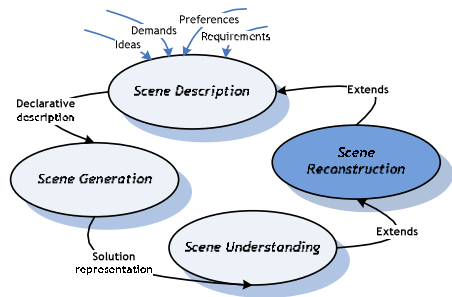 Preferences
Demands
Ideas
Requirements
Scene Description
Extends
Declarative
description
Scene
Reconstruction
Scene Generation
Extends
Scene Understanding
Solution
representation